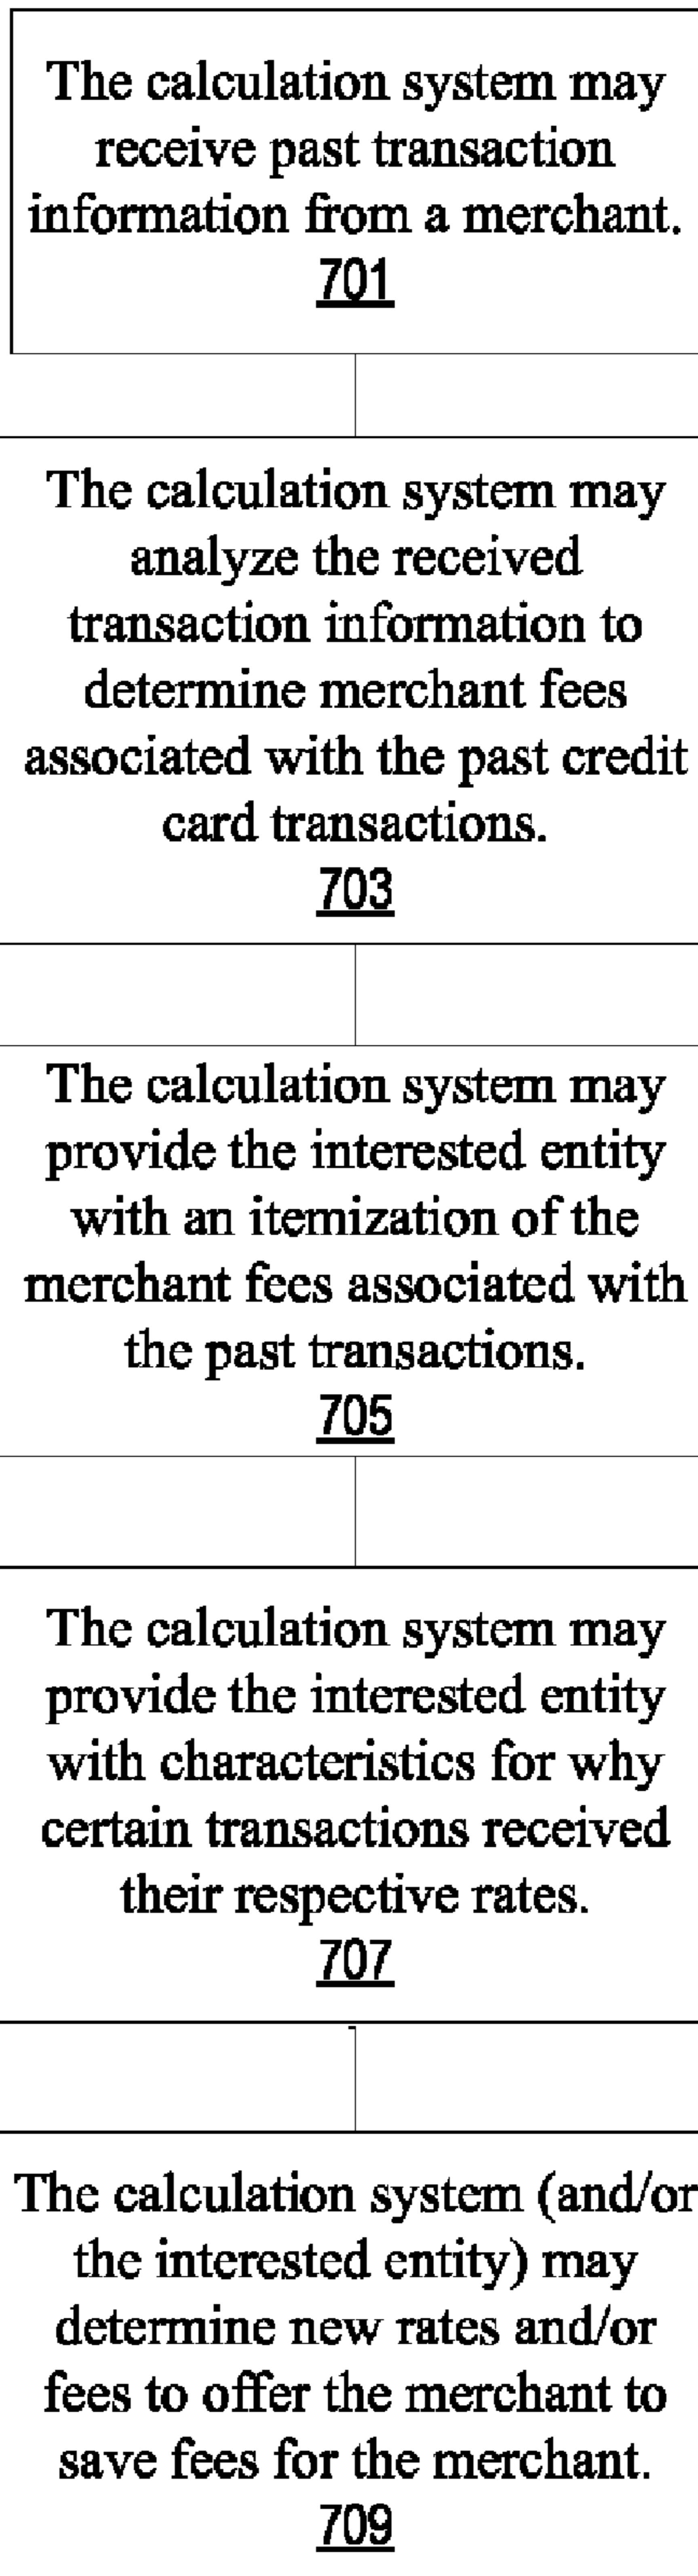 The calculation system may
receive past transaction
information from a merchant.
701
The calculation system may
analyze the received
transaction information to
determine merchant fees
associated with the past credit
card transactions.
703
The calculation system may
provide the interested entity
with an itemization of the
merchant fees associated with
the past transactions.
705
The calculation system may
provide the interested entity
with characteristics for why
certain transactions received
their respective rates.
707
The calculation system (and/or
the interested entity) may
determine new rates and/or
fees to offer the merchant to
save fees for the merchant.
709